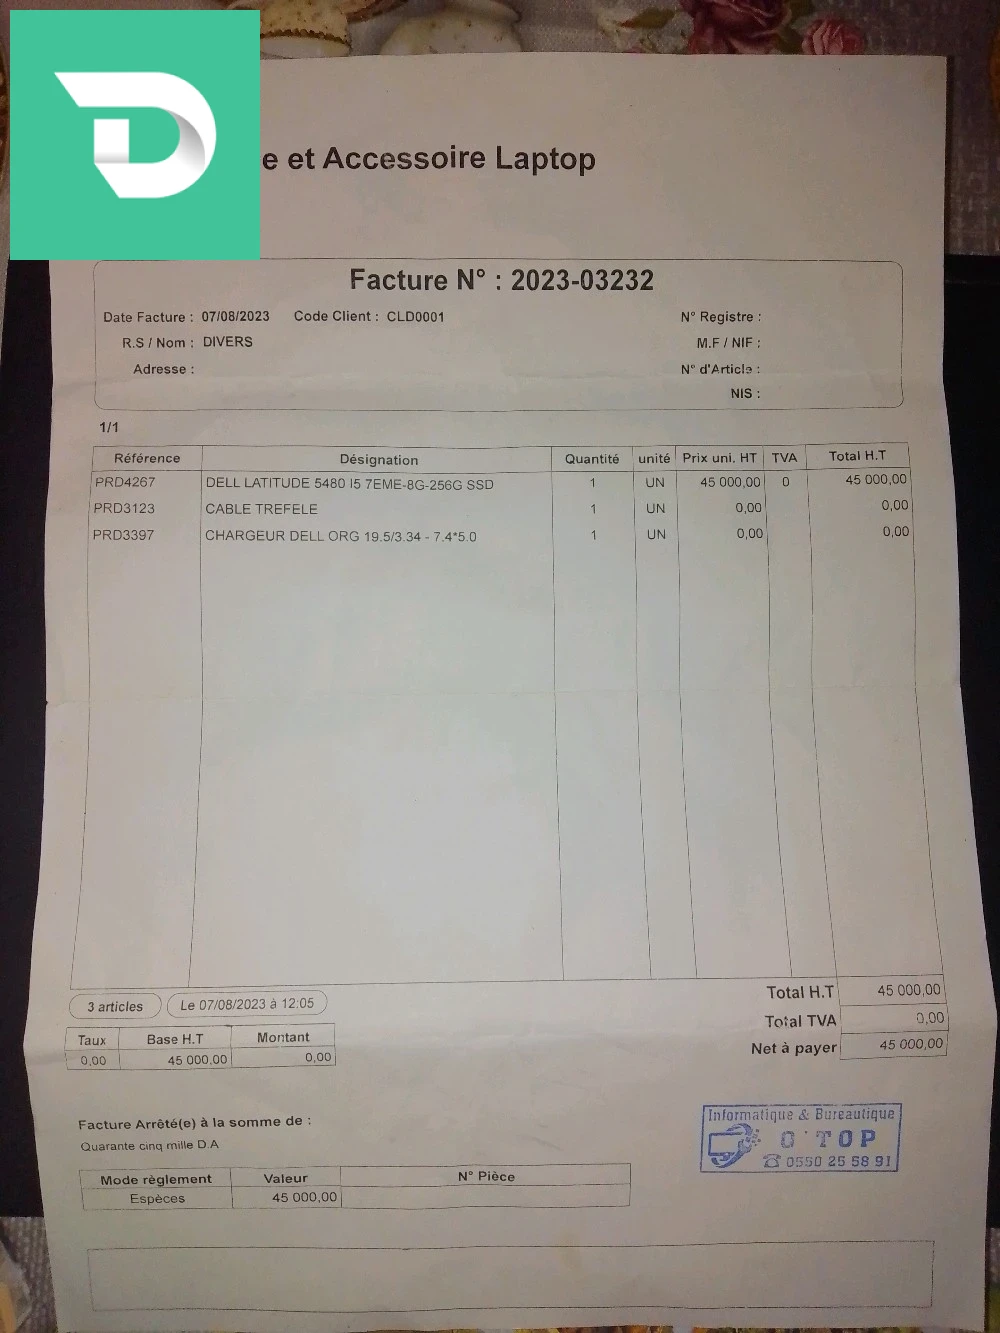 e et Accessoire Laptop
Facture N° : 2023-03232
Date Facture : 07/08/2023 Code Client : CLD0001 N° Registre :
R.S / Nom : DIVERS M.F / NIF :
Adresse : N° d'Article :
NIS :
1/1
Référence Désignation Quantité unité Prix uni. HT TVA Total H.T
PRD4267 DELL LATITUDE 5480 I5 7EME-8G-256G SSD 1 UN 45 000,00 0 45 000,00
PRD3123 CABLE TREFELE 1 UN 0,00 0,00
PRD3397 CHARGEUR DELL ORG 19.5/3.34 - 7.4*5.0 1 UN 0,00 0,00
3 articles Le 07/08/2023 à 12:05 Total H.T 45 000,00
Total TVA 0,00
Taux Base H.T Montant Net à payer 45 000,00
0,00 45 000,00 0,00
Facture Arrêté(e) à la somme de :
Quarante cinq mille D.A
Informatique & Bureautique
O'TOP
☎ 0550 25 58 91
Mode règlement Valeur N° Pièce
Espèces 45 000,00